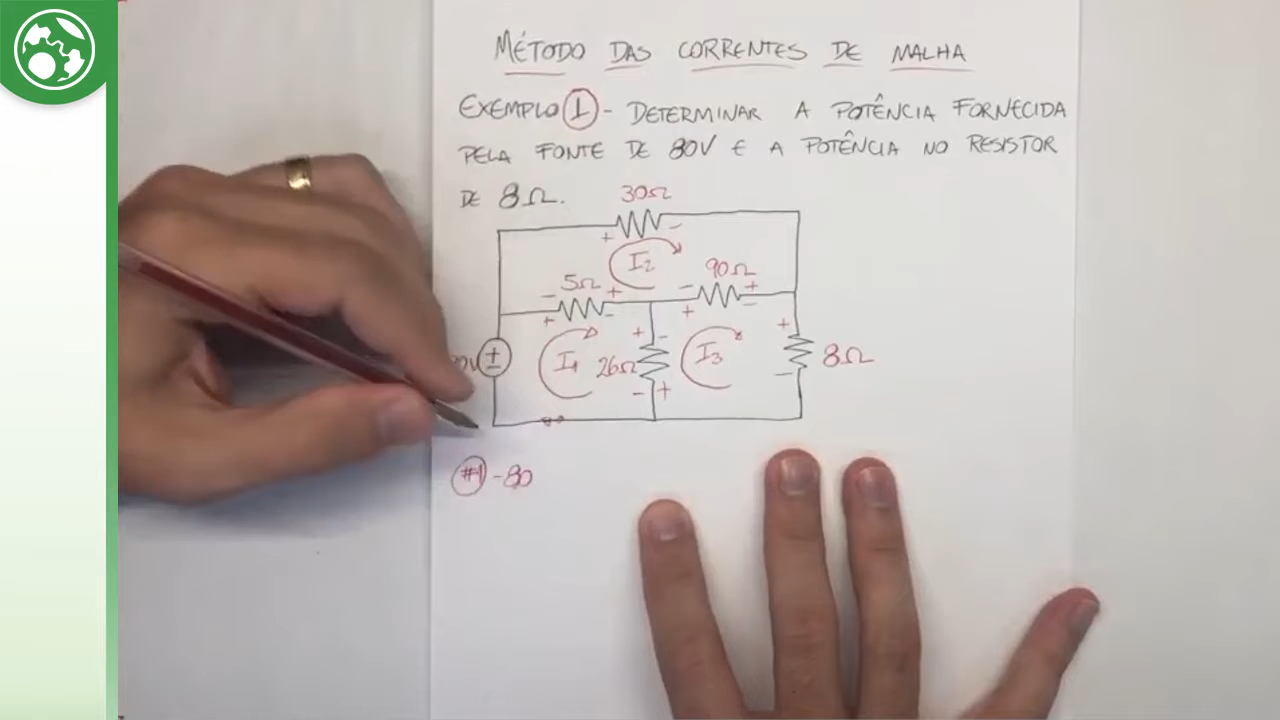 MÉTODO DAS CORRENTES DE MALHA
EXEMPLO 1 - DETERMINAR A POTÊNCIA FORNECIDA
PELA FONTE DE 80V E A POTÊNCIA NO RESISTOR
DE 8Ω.
30Ω
+ -
I2
5Ω
90Ω
- +
- +
+ -
+ -
+ -
+
80V
+
-
I1
26Ω
I3
8Ω
-
- +
#1 -80